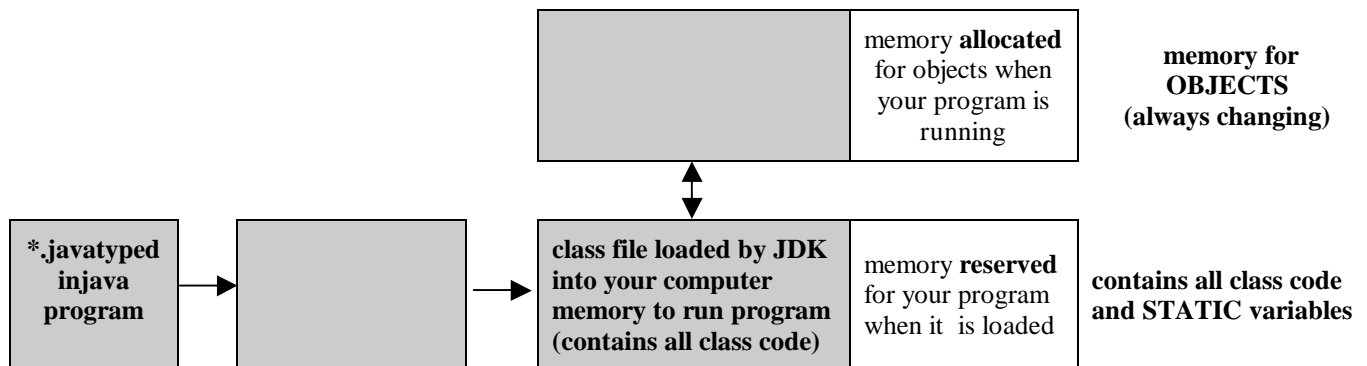 memory allocated
for objects when
your program is
running
memory for
OBJECTS
(always changing)
*.javatyped
injava
program
class file loaded by JDK
into your computer
memory to run program
(contains all class code)
memory reserved
for your program
when it is loaded
contains all class code
and STATIC variables